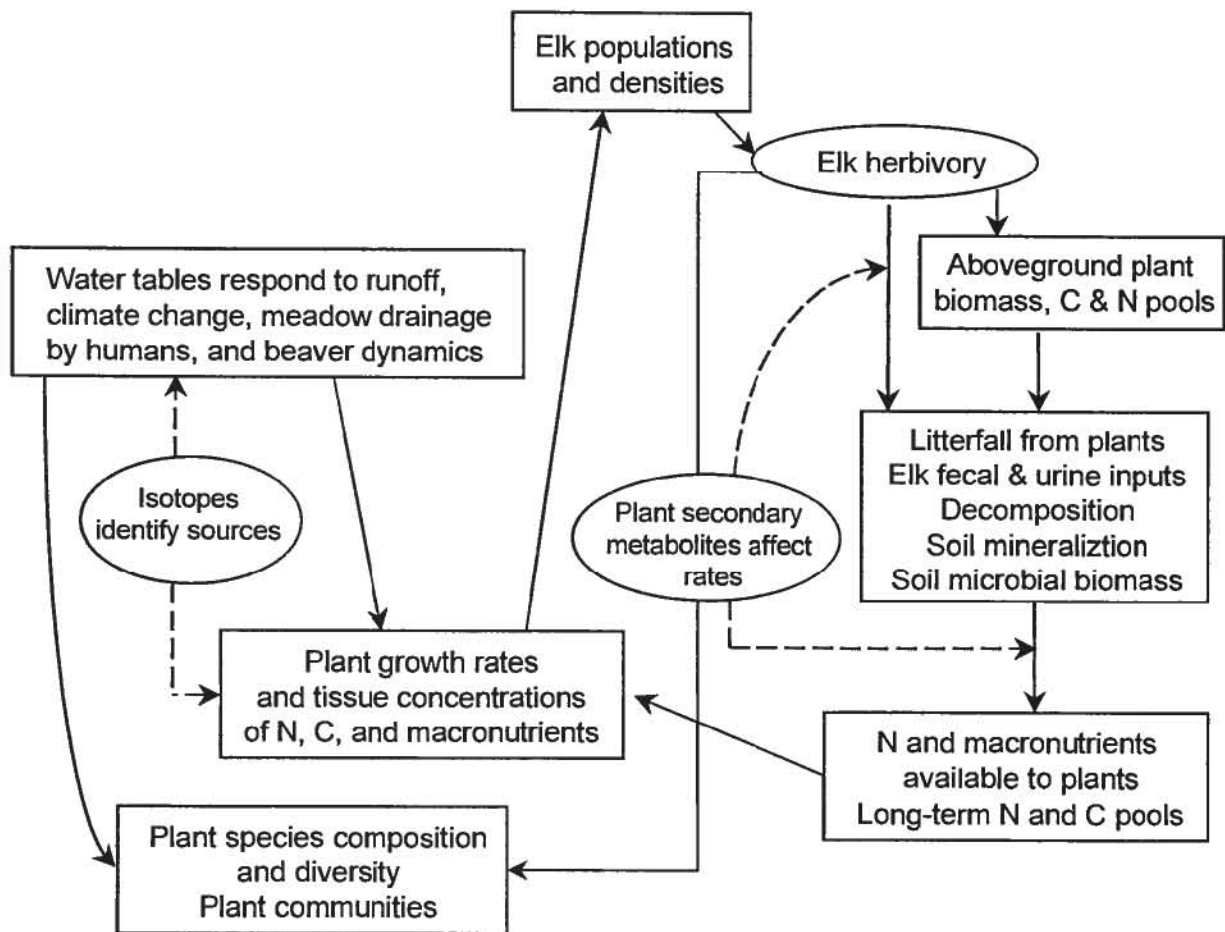 Elk populations
and densities
Elk herbivory
Water tables respond to runoff,
climate change, meadow drainage
by humans, and beaver dynamics
Aboveground plant
biomass, C & N pools
Isotopes
identify sources
Plant secondary
metabolites affect
rates
Litterfall from plants
Elk fecal & urine inputs
Decomposition
Soil mineraliztion
Soil microbial biomass
Plant growth rates
and tissue concentrations
of N, C, and macronutrients
N and macronutrients
available to plants
Long-term N and C pools
Plant species composition
and diversity
Plant communities